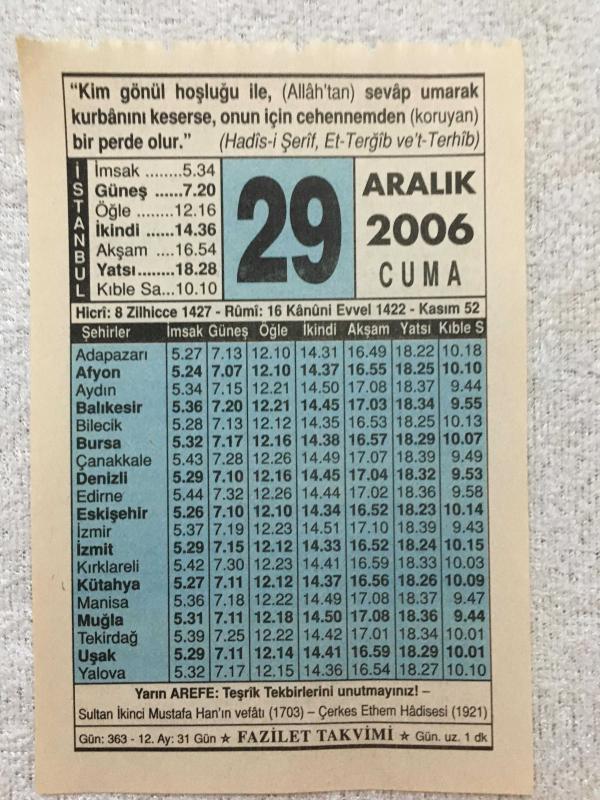 “Kim gönül hoşluğu ile, (Allâh’tan) sevâp umarak
kurbânını keserse, onun için cehennemden (koruyan)
bir perde olur.” (Hadîs-i Şerîf, Et-Terğîb ve’t-Terhîb)
İSTANBUL
İmsak ........5.34
Güneş ......7.20
Öğle ........12.16
İkindi ......14.36
Akşam ....16.54
Yatsı........18.28
Kıble Sa...10.10
29
ARALIK
2006
CUMA
Hicrî: 8 Zilhicce 1427 - Rûmî: 16 Kânûni Evvel 1422 - Kasım 52
Şehirler İmsak Güneş Öğle İkindi Akşam Yatsı Kıble S
Adapazarı 5.27 7.13 12.10 14.31 16.49 18.22 10.18
Afyon 5.24 7.07 12.10 14.37 16.55 18.25 10.10
Aydın 5.34 7.15 12.21 14.50 17.08 18.37 9.44
Balıkesir 5.36 7.20 12.21 14.45 17.03 18.34 9.55
Bilecik 5.28 7.13 12.12 14.35 16.53 18.25 10.13
Bursa 5.32 7.17 12.16 14.38 16.57 18.29 10.07
Çanakkale 5.43 7.28 12.26 14.49 17.07 18.39 9.49
Denizli 5.29 7.10 12.16 14.45 17.04 18.32 9.53
Edirne 5.44 7.32 12.26 14.44 17.02 18.36 9.58
Eskişehir 5.26 7.10 12.10 14.34 16.52 18.23 10.14
İzmir 5.37 7.19 12.23 14.51 17.10 18.39 9.43
İzmit 5.29 7.15 12.12 14.33 16.52 18.24 10.15
Kırklareli 5.42 7.30 12.23 14.41 16.59 18.33 10.03
Kütahya 5.27 7.11 12.12 14.37 16.56 18.26 10.09
Manisa 5.36 7.18 12.22 14.49 17.08 18.37 9.47
Muğla 5.31 7.11 12.18 14.50 17.08 18.36 9.44
Tekirdağ 5.39 7.25 12.22 14.42 17.01 18.34 10.01
Uşak 5.29 7.11 12.14 14.41 16.59 18.29 10.01
Yalova 5.32 7.17 12.15 14.36 16.54 18.27 10.10
Yarın AREFE: Teşrîk Tekbirlerini unutmayınız! –
Sultan İkinci Mustafa Han’ın vefâtı (1703) – Çerkes Ethem Hâdisesi (1921)
Gün: 363 - 12. Ay: 31 Gün ★ FAZİLET TAKVİMİ ★ Gün. uz. 1 dk